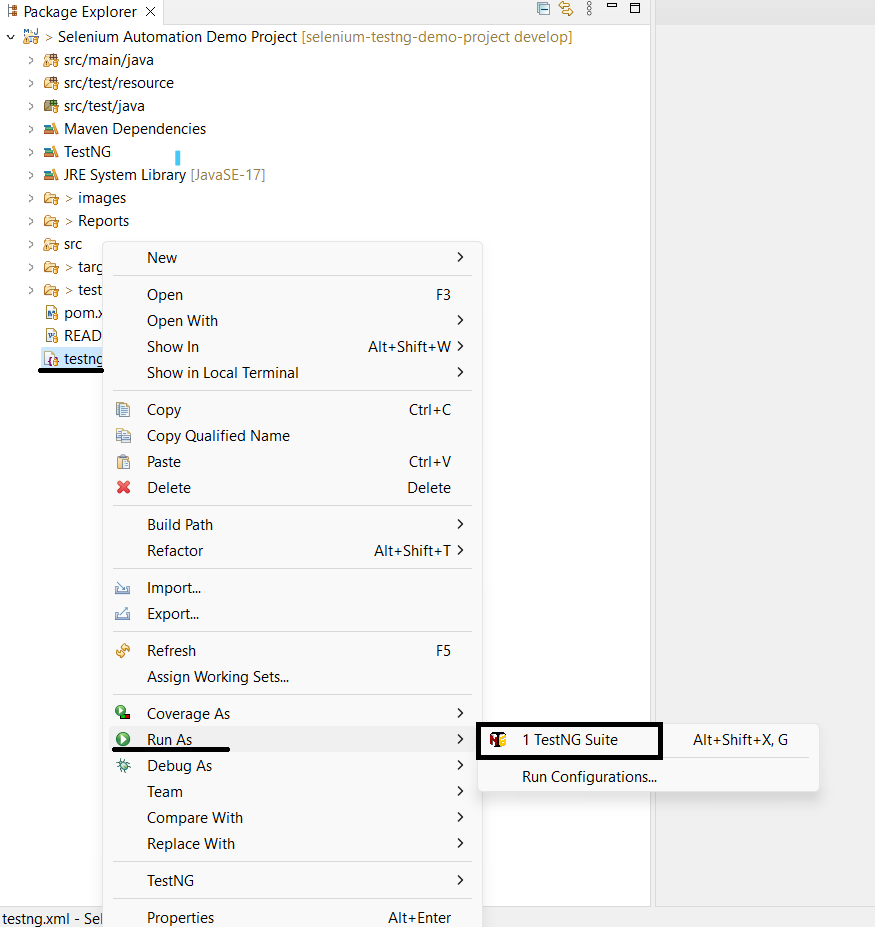 Package Explorer
> Selenium Automation Demo Project [selenium-testng-demo-project develop]
src/main/java
src/test/resource
src/test/java
Maven Dependencies
TestNG
JRE System Library [JavaSE-17]
> images
> Reports
src
> targ
> test
pom.x
READ
testng
New
Open F3
Open With
Show In Alt+Shift+W
Show in Local Terminal
Copy Ctrl+C
Copy Qualified Name
Paste Ctrl+V
Delete Delete
Build Path
Refactor Alt+Shift+T
Import...
Export...
Refresh F5
Assign Working Sets...
Coverage As
Run As
1 TestNG Suite Alt+Shift+X, G
Run Configurations...
Debug As
Team
Compare With
Replace With
TestNG
Properties Alt+Enter
testng.xml - Sel